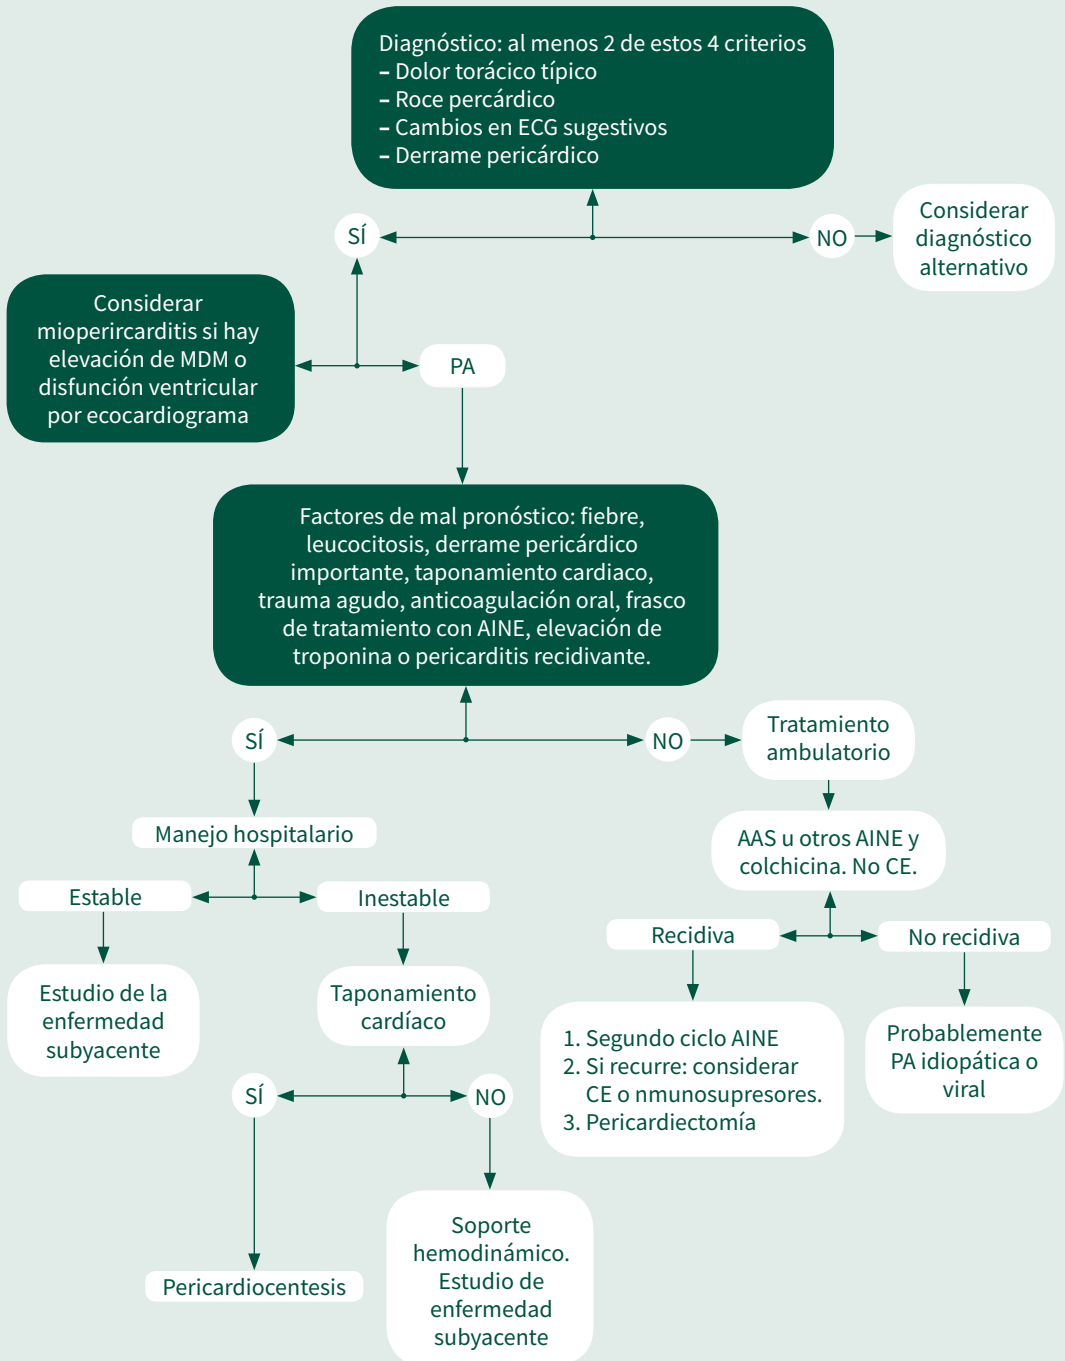 Diagnóstico: al menos 2 de estos 4 criterios
– Dolor torácico típico
– Roce percárdico
– Cambios en ECG sugestivos
– Derrame pericárdico
SÍ
NO
Considerar
diagnóstico
alternativo
Considerar
mioperircarditis si hay
elevación de MDM o
disfunción ventricular
por ecocardiograma
PA
Factores de mal pronóstico: fiebre,
leucocitosis, derrame pericárdico
importante, taponamiento cardiaco,
trauma agudo, anticoagulación oral, frasco
de tratamiento con AINE, elevación de
troponina o pericarditis recidivante.
SÍ
NO
Tratamiento
ambulatorio
Manejo hospitalario
AAS u otros AINE y
colchicina. No CE.
Estable
Inestable
Recidiva
No recidiva
Estudio de la
enfermedad
subyacente
Taponamiento
cardíaco
1. Segundo ciclo AINE
2. Si recurre: considerar
CE o nmunosupresores.
3. Pericardiectomía
Probablemente
PA idiopática o
viral
SÍ
NO
Pericardiocentesis
Soporte
hemodinámico.
Estudio de
enfermedad
subyacente